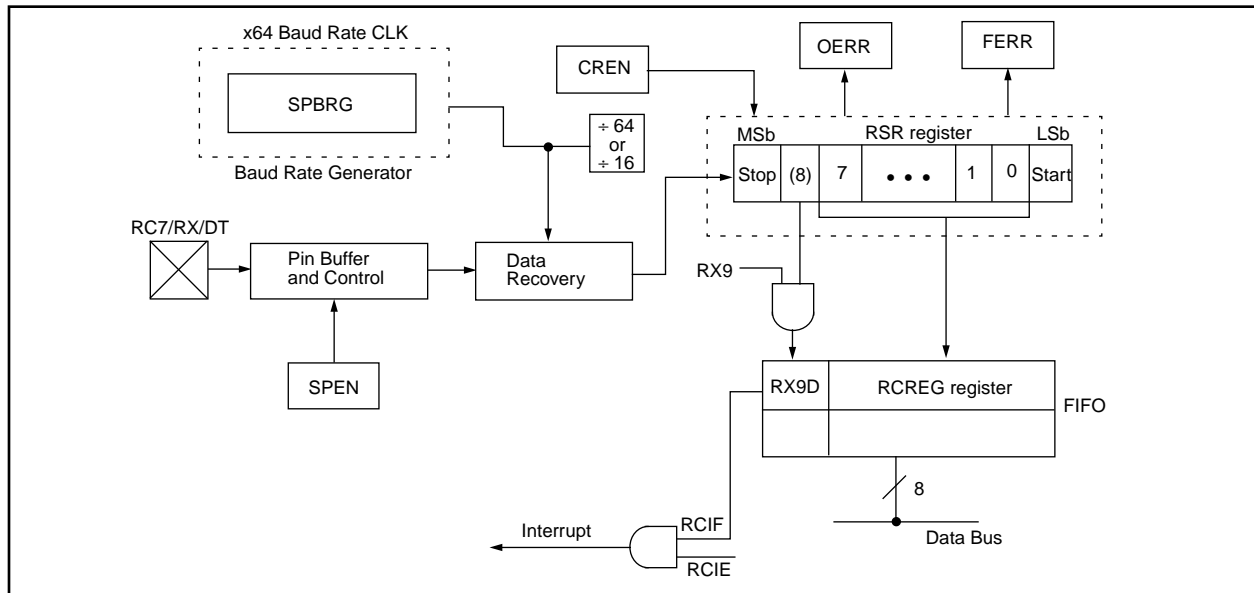 x64 Baud Rate CLK
SPBRG
Baud Rate Generator
CREN
OERR
FERR
÷ 64
or
÷ 16
MSb
RSR register
LSb
Stop
(8)
7
• • •
1
0
Start
RC7/RX/DT
Pin Buffer
and Control
Data
Recovery
RX9
SPEN
RX9D
RCREG register
FIFO
8
Data Bus
Interrupt
RCIF
RCIE